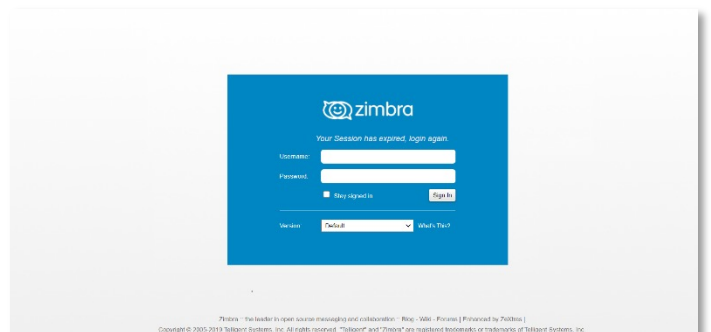 zimbra
Your Session has expired, login again.
Username:
Password:
Stay signed in
Sign In
Version:
Default
What's This?
Zimbra :: the leader in open source messaging and collaboration :: Blog - Wiki - Forums | Enhanced by Zextras |
Copyright © 2005-2019 Telligent Systems, Inc. All rights reserved. "Telligent" and "Zimbra" are registered trademarks or trademarks of Telligent Systems, Inc.